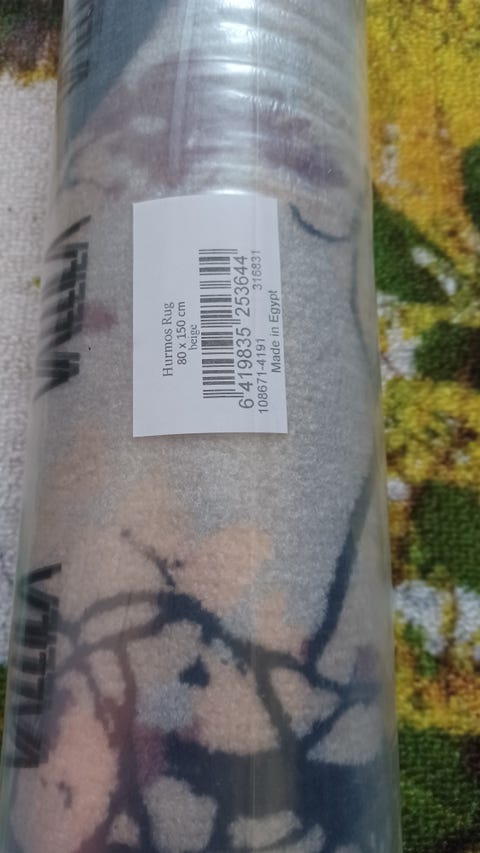 VALLILA
VALLILA
Hurmos Rug
80 x 150 cm
beige
6 419835 253644
108671-4191 316831
Made in Egypt